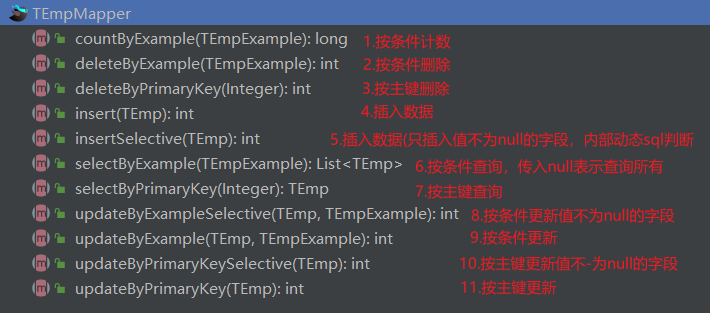 TEmpMapper
countByExample(TEmpExample): long 1.按条件计数
deleteByExample(TEmpExample): int 2.按条件删除
deleteByPrimaryKey(Integer): int 3.按主键删除
insert(TEmp): int 4.插入数据
insertSelective(TEmp): int 5.插入数据(只插入值不为null的字段，内部动态sql判断
selectByExample(TEmpExample): List<TEmp> 6.按条件查询，传入null表示查询所有
selectByPrimaryKey(Integer): TEmp 7.按主键查询
updateByExampleSelective(TEmp, TEmpExample): int 8.按条件更新值不为null的字段
updateByExample(TEmp, TEmpExample): int 9.按条件更新
updateByPrimaryKeySelective(TEmp): int 10.按主键更新值不-为null的字段
updateByPrimaryKey(TEmp): int 11.按主键更新